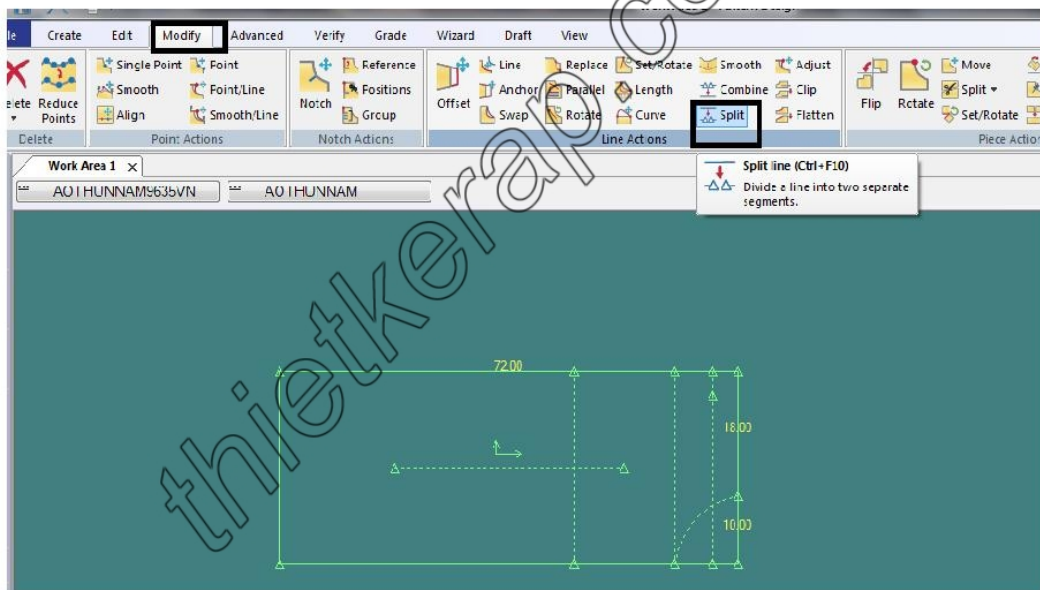 Create Edit Modify Advanced Verify Grade Wizard Draft View
Single Point Point
Smooth Point/Line
Align Smooth/Line
Reduce Points
Delete
Point Actions
Notch
Reference
Positions
Group
Notch Actions
Offset
Line Replace Set/Rotate Smooth Adjust
Anchor Parallel Length Combine Clip
Swap Rotate Curve Split Flatten
Line Actions
Flip Rotate
Move
Split
Set/Rotate
Work Area 1 x
AOTHUNNAM9635VN AOTHUNNAM
Split line (Ctrl+F10)
Divide a line into two separate
segments.
72.00
18.00
10.00